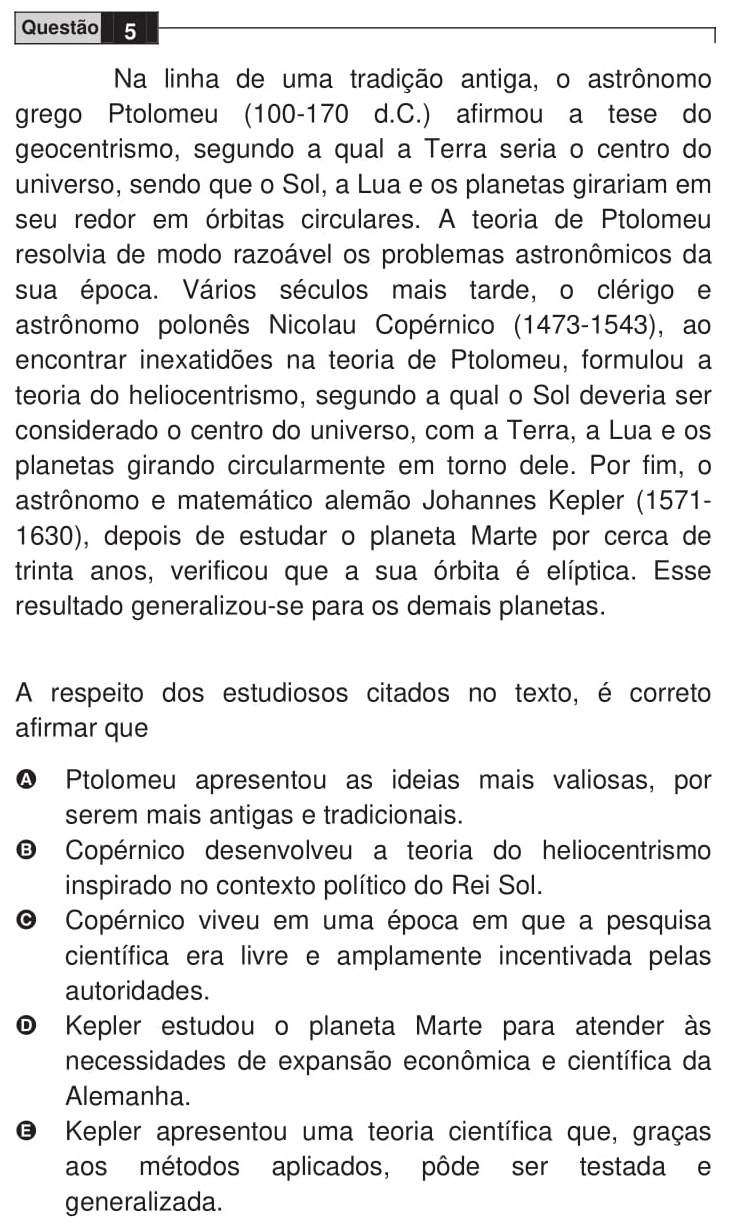 Questão 5
Na linha de uma tradição antiga, o astrônomo
grego Ptolomeu (100-170 d.C.) afirmou a tese do
geocentrismo, segundo a qual a Terra seria o centro do
universo, sendo que o Sol, a Lua e os planetas girariam em
seu redor em órbitas circulares. A teoria de Ptolomeu
resolvia de modo razoável os problemas astronômicos da
sua época. Vários séculos mais tarde, o clérigo e
astrônomo polonês Nicolau Copérnico (1473-1543), ao
encontrar inexatidões na teoria de Ptolomeu, formulou a
teoria do heliocentrismo, segundo a qual o Sol deveria ser
considerado o centro do universo, com a Terra, a Lua e os
planetas girando circularmente em torno dele. Por fim, o
astrônomo e matemático alemão Johannes Kepler (1571-
1630), depois de estudar o planeta Marte por cerca de
trinta anos, verificou que a sua órbita é elíptica. Esse
resultado generalizou-se para os demais planetas.
A respeito dos estudiosos citados no texto, é correto
afirmar que
A Ptolomeu apresentou as ideias mais valiosas, por
serem mais antigas e tradicionais.
B Copérnico desenvolveu a teoria do heliocentrismo
inspirado no contexto político do Rei Sol.
C Copérnico viveu em uma época em que a pesquisa
científica era livre e amplamente incentivada pelas
autoridades.
D Kepler estudou o planeta Marte para atender às
necessidades de expansão econômica e científica da
Alemanha.
E Kepler apresentou uma teoria científica que, graças
aos métodos aplicados, pôde ser testada e
generalizada.